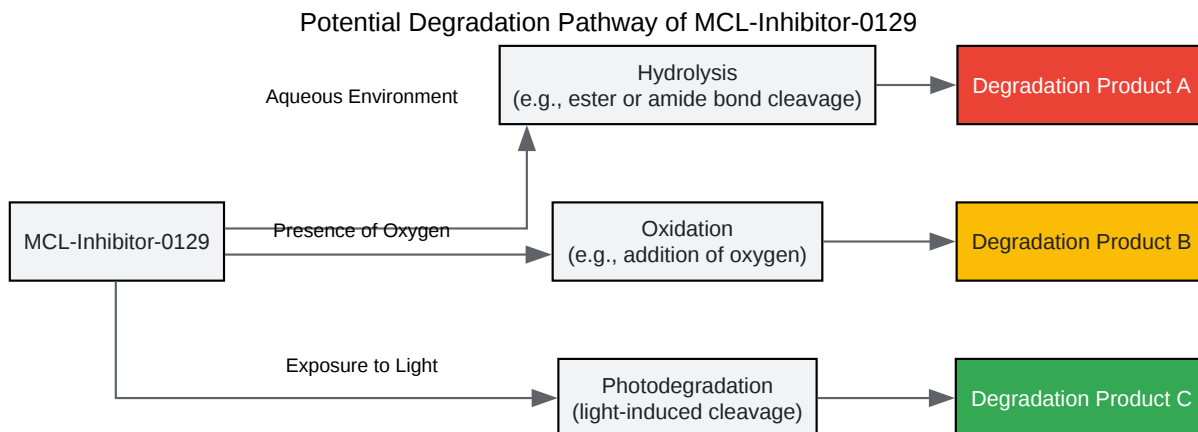 Potential Degradation Pathway of MCL-Inhibitor-0129
Aqueous Environment
Hydrolysis
(e.g., ester or amide bond cleavage)
Degradation Product A
MCL-Inhibitor-0129
Presence of Oxygen
Oxidation
(e.g., addition of oxygen)
Degradation Product B
Exposure to Light
Photodegradation
(light-induced cleavage)
Degradation Product C